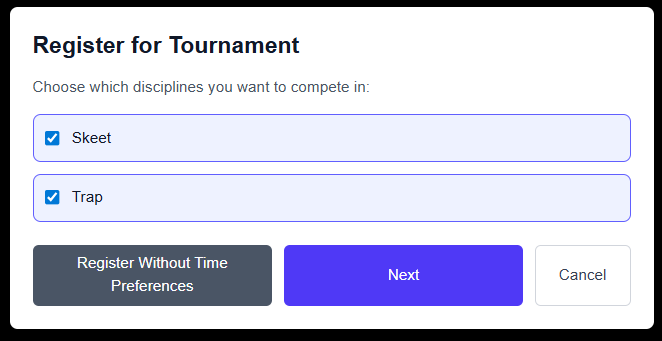 Register for Tournament
Choose which disciplines you want to compete in:
Skeet
Trap
Register Without Time
Preferences
Next
Cancel